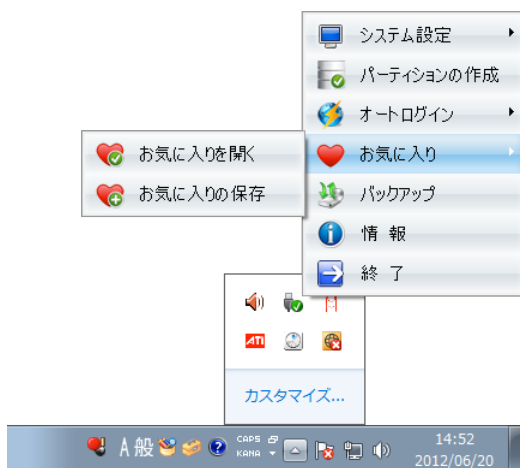 システム設定
パーティションの作成
オートログイン
お気に入り
お気に入りを開く
お気に入りの保存
バックアップ
情 報
終 了
ATI
カスタマイズ...
A 般 CAPS KANA 14:52
2012/06/20